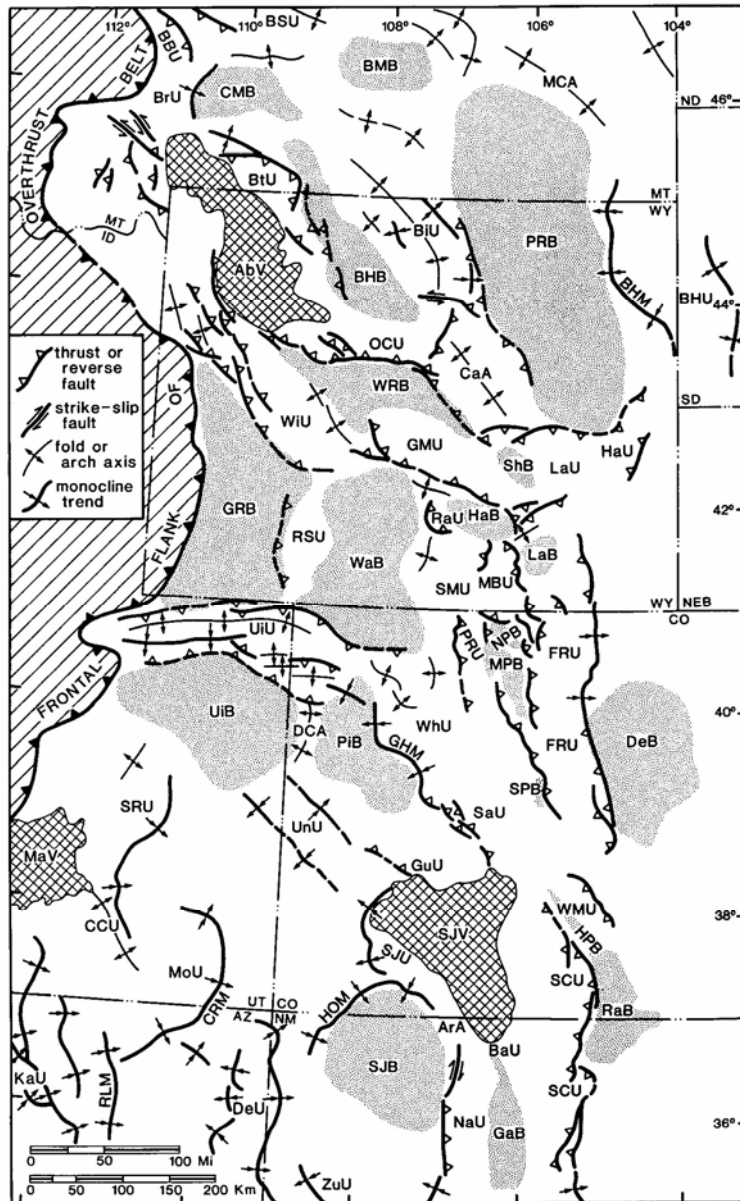 112° 110° 108° 106° 104°
BSU
BBU
BMB
MCA
BELT
BrU
CMB
ND
46°
OVERTHRUST
BtU
MT
WY
MT
ID
BiU
PRB
AbV
BHB
BHM
BHU
44°
OCU
thrust or
reverse
fault
strike-slip
fault
fold or
arch axis
monocline
trend
OF
WRB
CaA
SD
WiU
GMU
HaU
ShB
LaU
GRB
RSU
RaU
HaB
FLANK
WaB
LaB
42°
SMU
MBU
WY
NEB
CO
UiU
PRU
NPB
FRU
MPB
FRONTAL
WhU
UiB
DCA
PiB
GHM
FRU
DeB
40°
SPB
SRU
SaU
UnU
MaV
GuU
WMU
38°
CCU
SJV
HPB
SJU
MoU
SCU
CRM
UT
CO
AZ
NM
HOM
RaB
ArA
BaU
SJB
KaU
RLM
DeU
SCU
NaU
GaB
36°
0 50 100 Mi
0 50 100 150 200 Km
ZuU